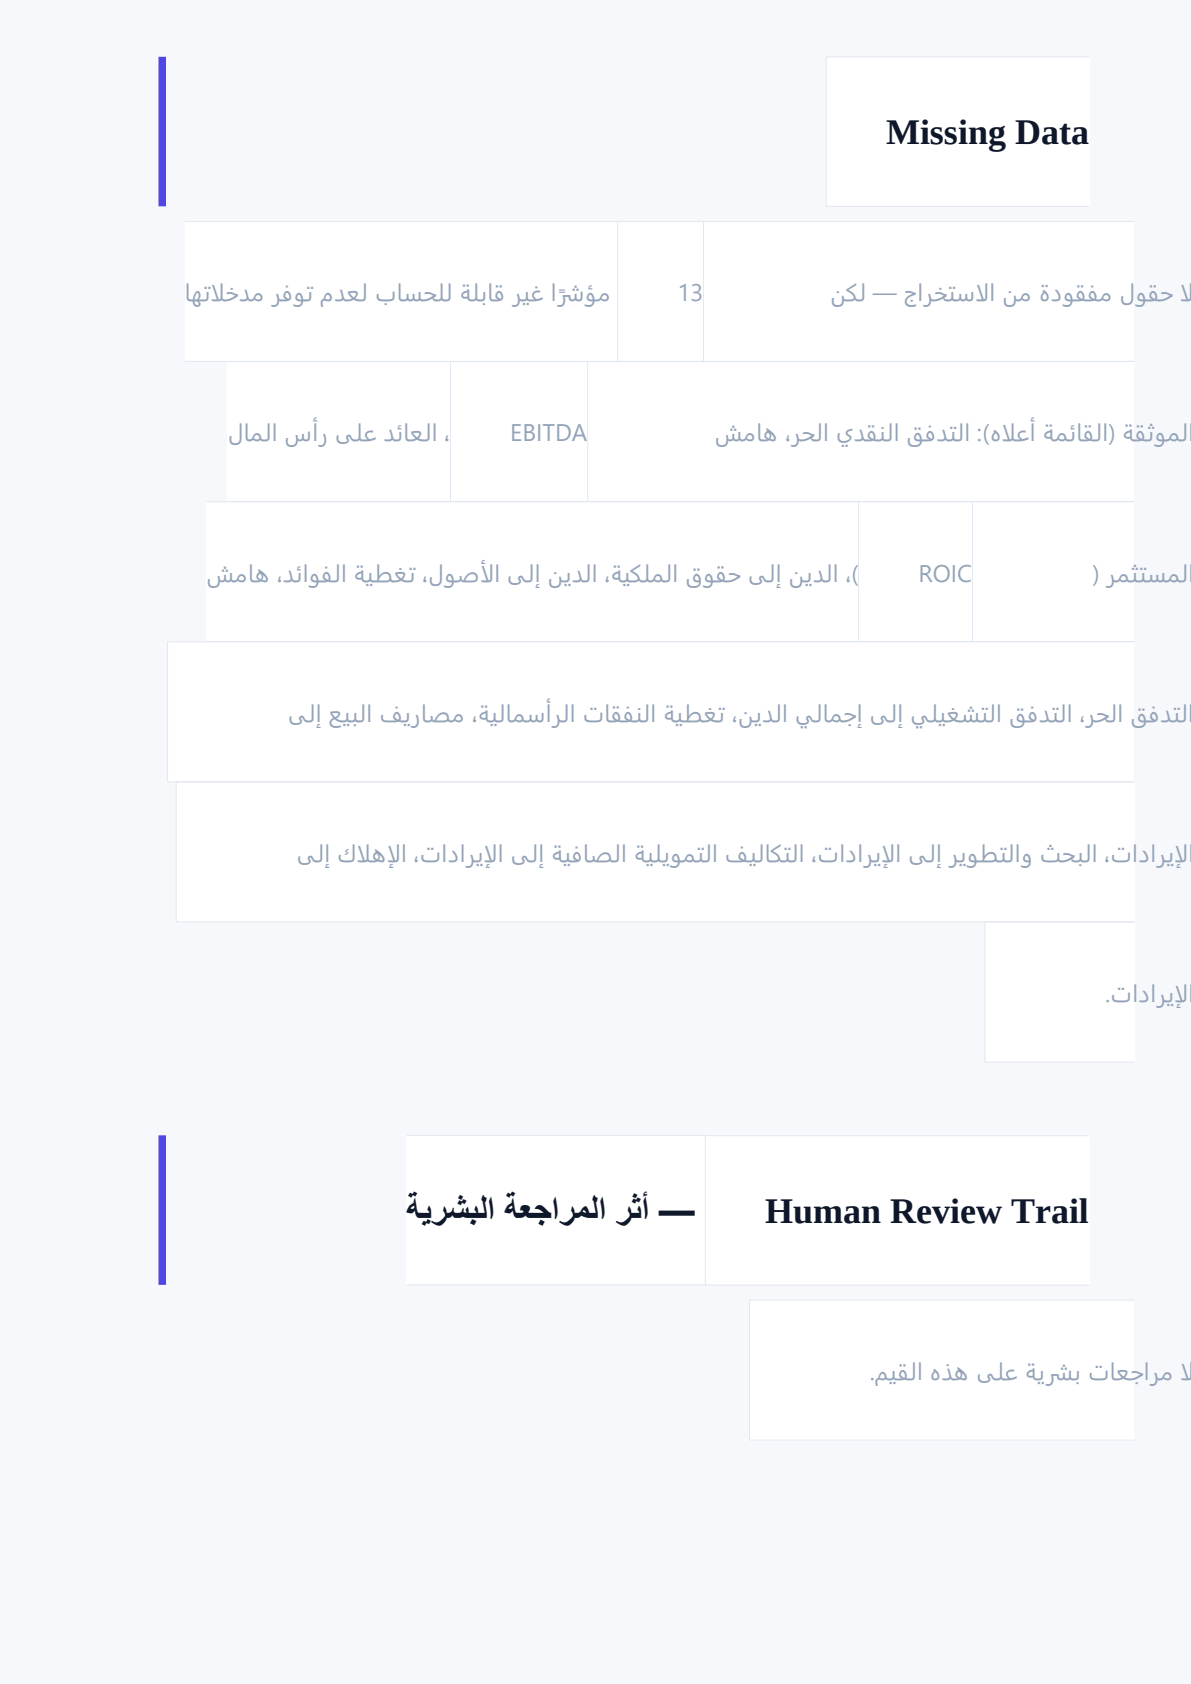 Missing Data
لا حقول مفقودة من الاستخراج — لكن 13 مؤشرًا غير قابلة للحساب لعدم توفر مدخلاتها
الموثقة (القائمة أعلاه): التدفق النقدي الحر، هامش EBITDA، العائد على رأس المال
المستثمر (ROIC)، الدين إلى حقوق الملكية، الدين إلى الأصول، تغطية الفوائد، هامش
التدفق الحر، التدفق التشغيلي إلى إجمالي الدين، تغطية النفقات الرأسمالية، مصاريف البيع إلى
الإيرادات، البحث والتطوير إلى الإيرادات، التكاليف التمويلية الصافية إلى الإيرادات، الإهلاك إلى
الإيرادات.
Human Review Trail — أثر المراجعة البشرية
لا مراجعات بشرية على هذه القيم.